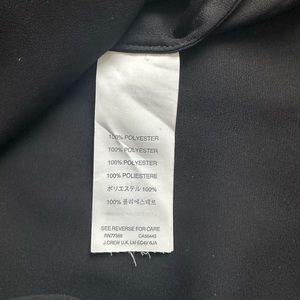 100% POLYESTER
100% POLYESTER
100% POLYESTER
100% POLIESTERE
ポリエステル 100%
100% 폴리에스테르
SEE REVERSE FOR CARE
RN77388 CA56445
J.CREW U.K. Ltd EC4V 6JA